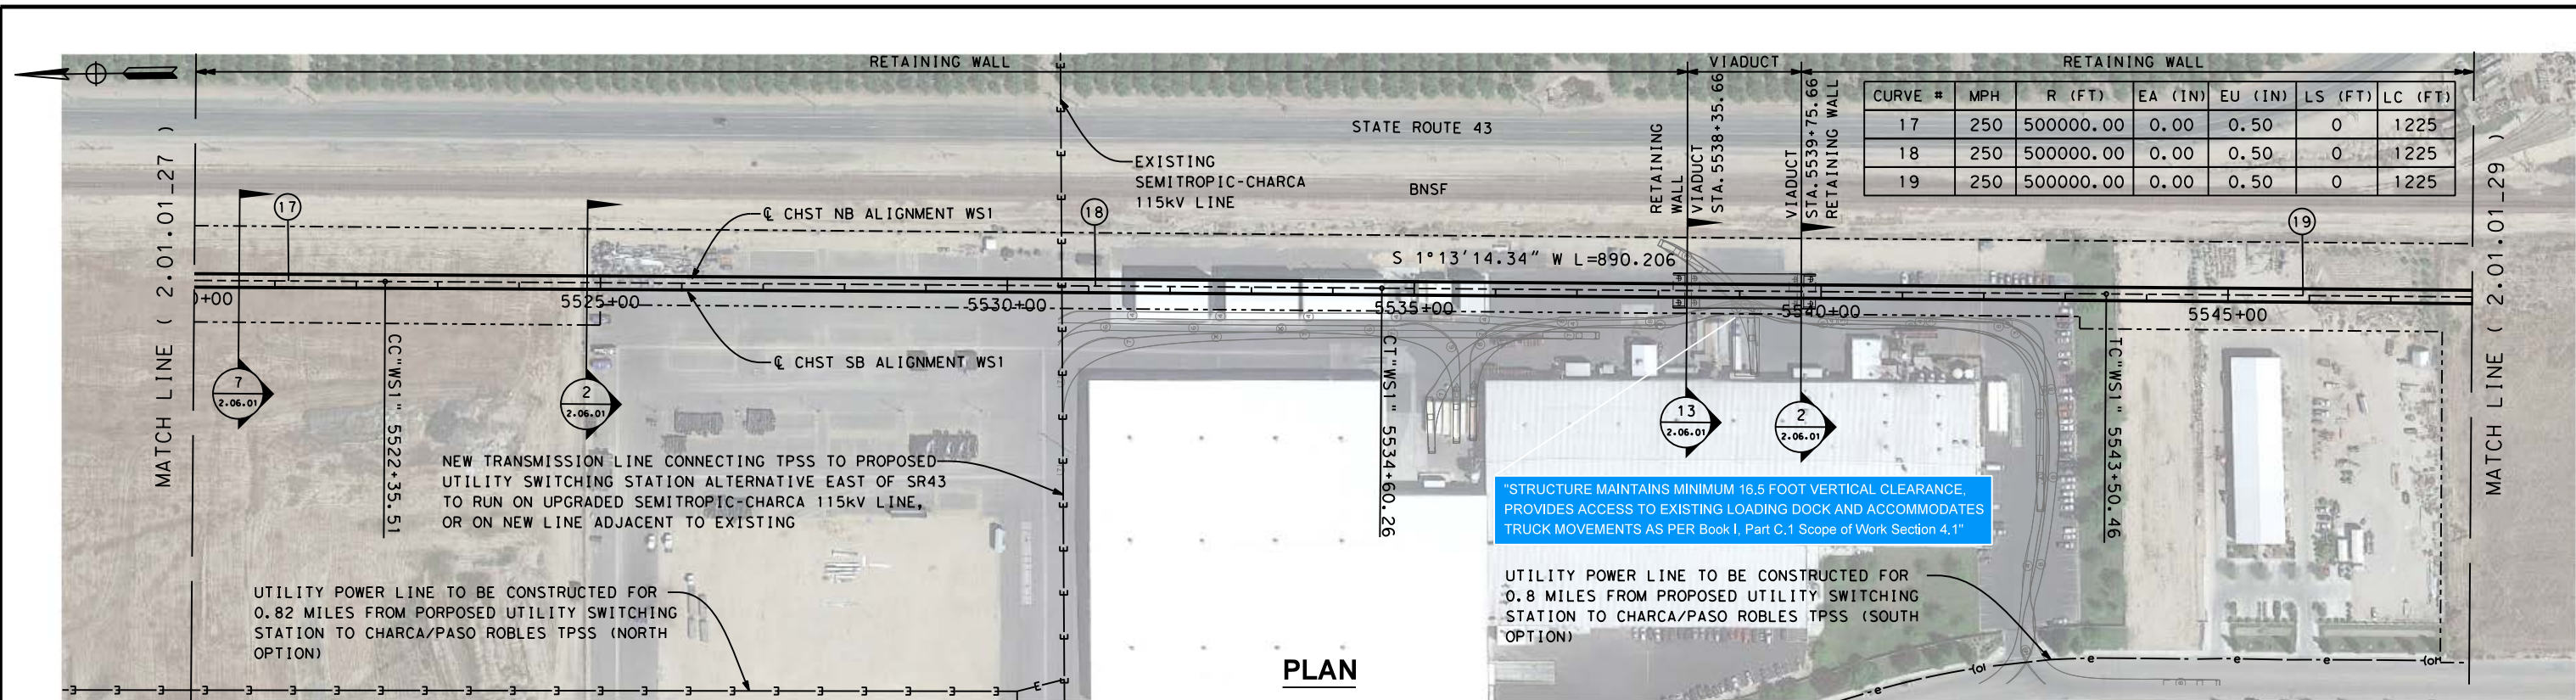 RETAINING WALL
VIADUCT
RETAINING WALL
MATCH LINE ( 2.01.01_27 )
STATE ROUTE 43
EXISTING
SEMITROPIC-CHARCA
115kV LINE
BNSF
RETAINING
WALL
VIADUCT
STA.5538+35.66
VIADUCT
STA.5539+75.66
RETAINING WALL
CURVE # MPH R (FT) EA (IN) EU (IN) LS (FT) LC (FT)
17 250 500000.00 0.00 0.50 0 1225
18 250 500000.00 0.00 0.50 0 1225
19 250 500000.00 0.00 0.50 0 1225
MATCH LINE ( 2.01.01_29 )
17
℄ CHST NB ALIGNMENT WS1
18
19
S 1°13'14.34" W L=890.206
0+00
5525+00
5530+00
5535+00
5540+00
5545+00
℄ CHST SB ALIGNMENT WS1
7
2.06.01
CC"WS1" 5522+35.51
2
2.06.01
CT"WS1" 5534+60.26
13
2.06.01
2
2.06.01
TC"WS1" 5543+50.46
NEW TRANSMISSION LINE CONNECTING TPSS TO PROPOSED
UTILITY SWITCHING STATION ALTERNATIVE EAST OF SR43
TO RUN ON UPGRADED SEMITROPIC-CHARCA 115kV LINE,
OR ON NEW LINE ADJACENT TO EXISTING
"STRUCTURE MAINTAINS MINIMUM 16.5 FOOT VERTICAL CLEARANCE,
PROVIDES ACCESS TO EXISTING LOADING DOCK AND ACCOMMODATES
TRUCK MOVEMENTS AS PER Book I, Part C.1 Scope of Work Section 4.1"
UTILITY POWER LINE TO BE CONSTRUCTED FOR
0.82 MILES FROM PORPOSED UTILITY SWITCHING
STATION TO CHARCA/PASO ROBLES TPSS (NORTH
OPTION)
UTILITY POWER LINE TO BE CONSTRUCTED FOR
0.8 MILES FROM PROPOSED UTILITY SWITCHING
STATION TO CHARCA/PASO ROBLES TPSS (SOUTH
OPTION)
PLAN